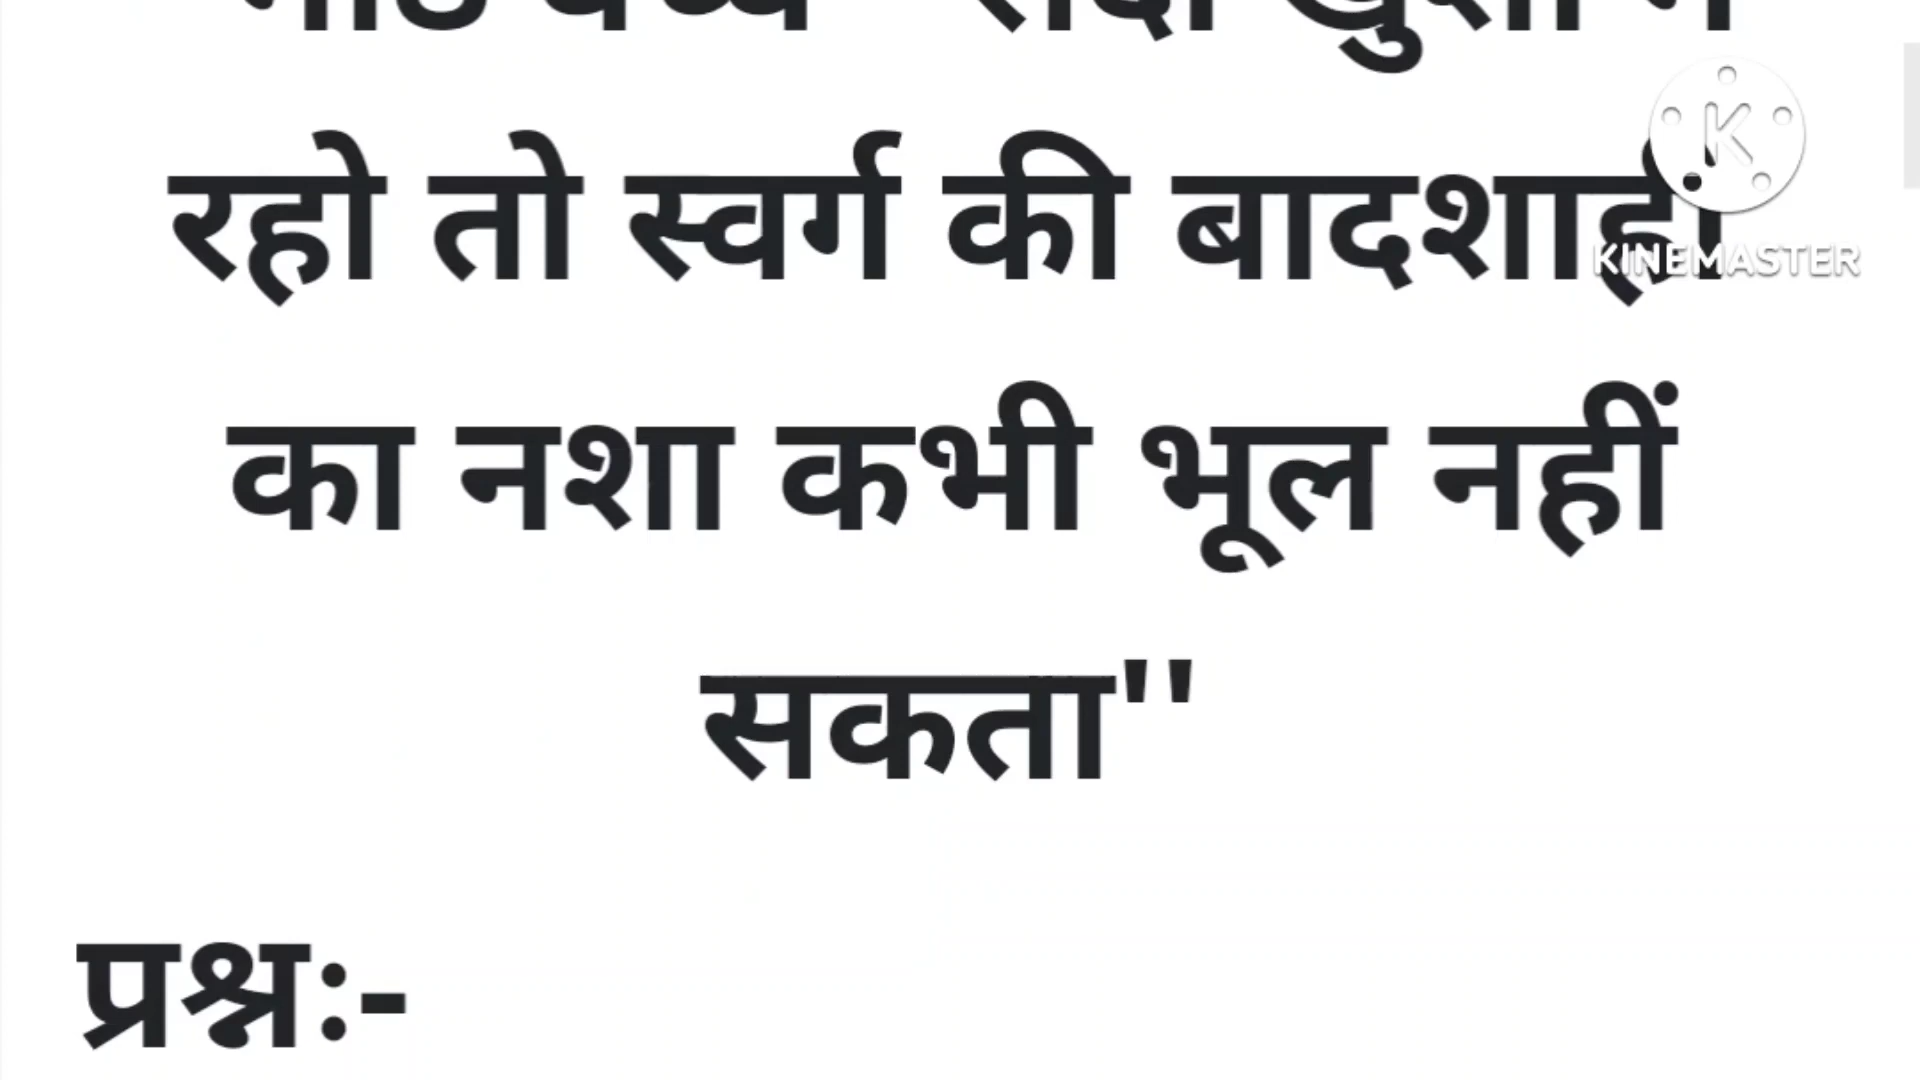 खुशी में
रहो तो स्वर्ग की बादशाही
KINEMASTER
का नशा कभी भूल नहीं
सकता''
प्रश्न:-